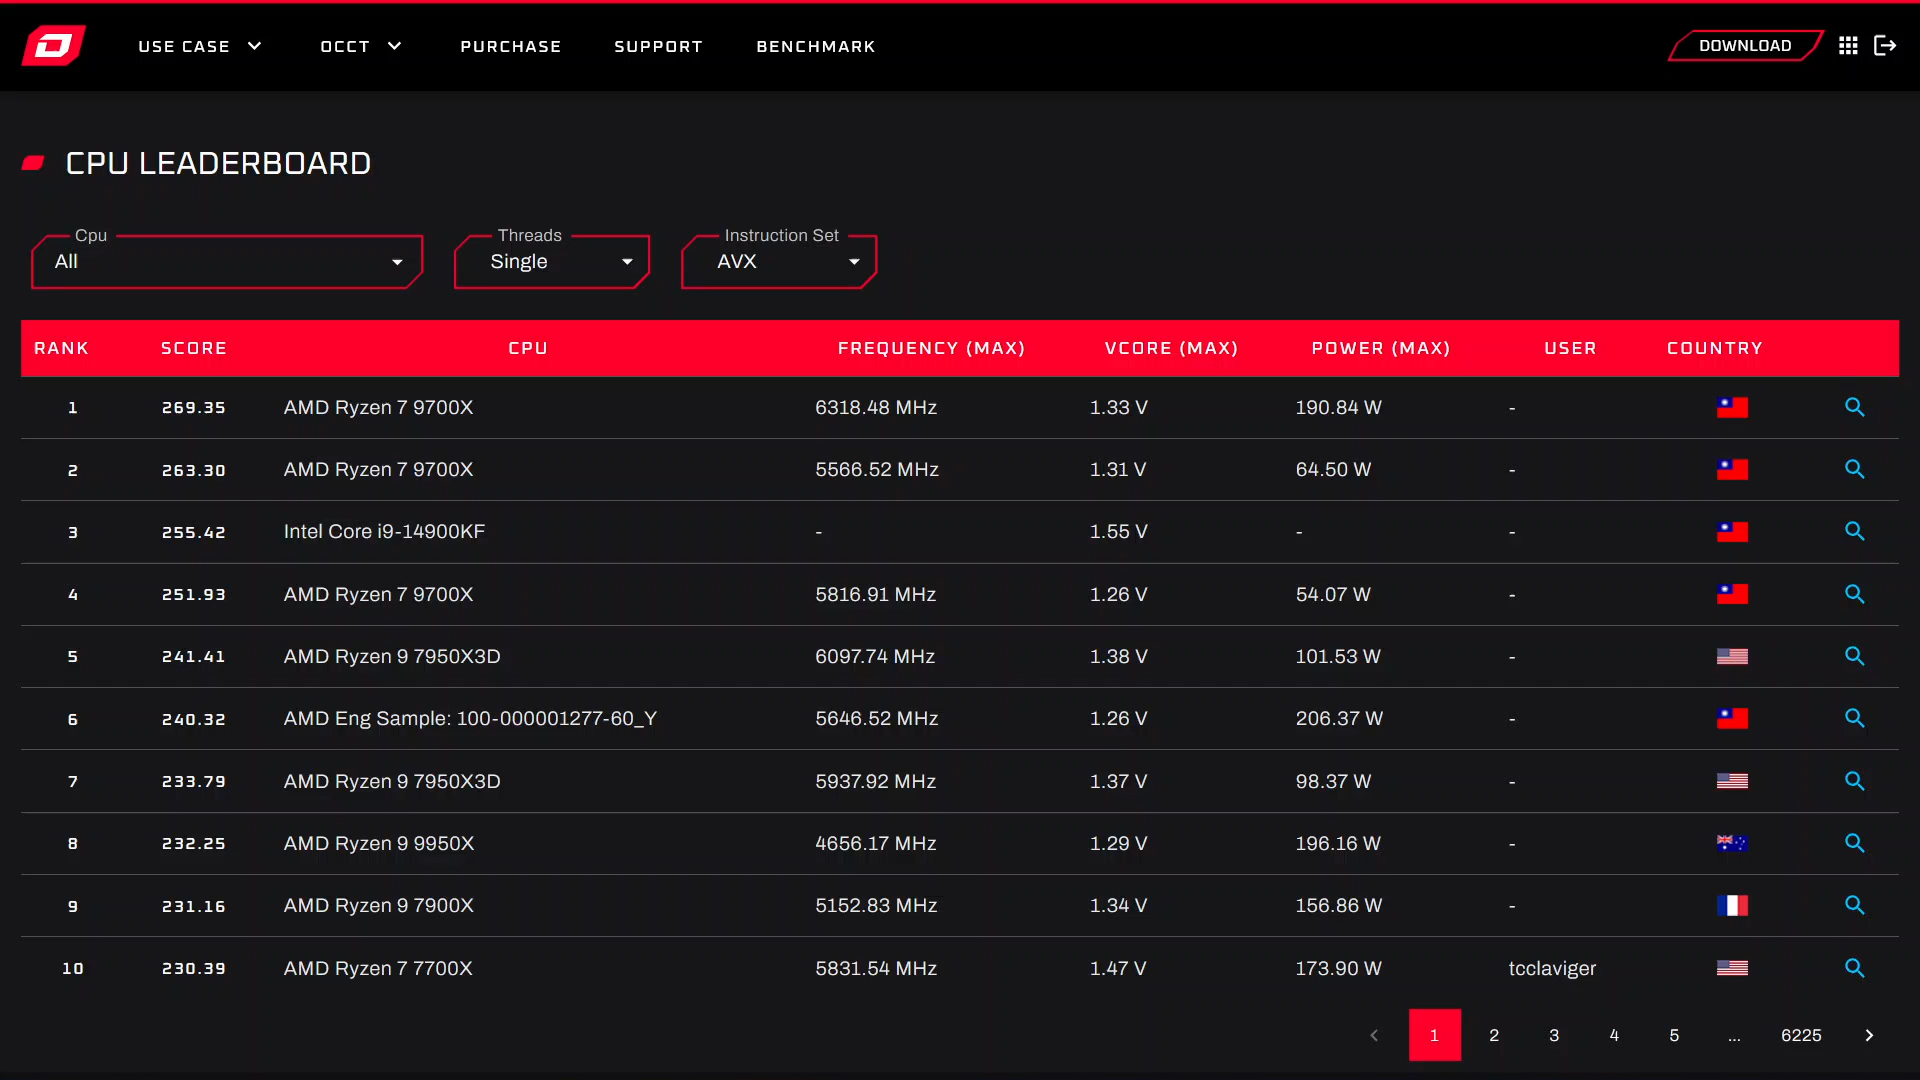 USE CASE OCCT PURCHASE SUPPORT BENCHMARK DOWNLOAD
CPU LEADERBOARD
Cpu Threads Instruction Set
All Single AVX
RANK SCORE CPU FREQUENCY (MAX) VCORE (MAX) POWER (MAX) USER COUNTRY
1 269.35 AMD Ryzen 7 9700X 6318.48 MHz 1.33 V 190.84 W -
2 263.30 AMD Ryzen 7 9700X 5566.52 MHz 1.31 V 64.50 W -
3 255.42 Intel Core i9-14900KF - 1.55 V - -
4 251.93 AMD Ryzen 7 9700X 5816.91 MHz 1.26 V 54.07 W -
5 241.41 AMD Ryzen 9 7950X3D 6097.74 MHz 1.38 V 101.53 W -
6 240.32 AMD Eng Sample: 100-000001277-60_Y 5646.52 MHz 1.26 V 206.37 W -
7 233.79 AMD Ryzen 9 7950X3D 5937.92 MHz 1.37 V 98.37 W -
8 232.25 AMD Ryzen 9 9950X 4656.17 MHz 1.29 V 196.16 W -
9 231.16 AMD Ryzen 9 7900X 5152.83 MHz 1.34 V 156.86 W -
10 230.39 AMD Ryzen 7 7700X 5831.54 MHz 1.47 V 173.90 W tcclaviger
1 2 3 4 5 ... 6225